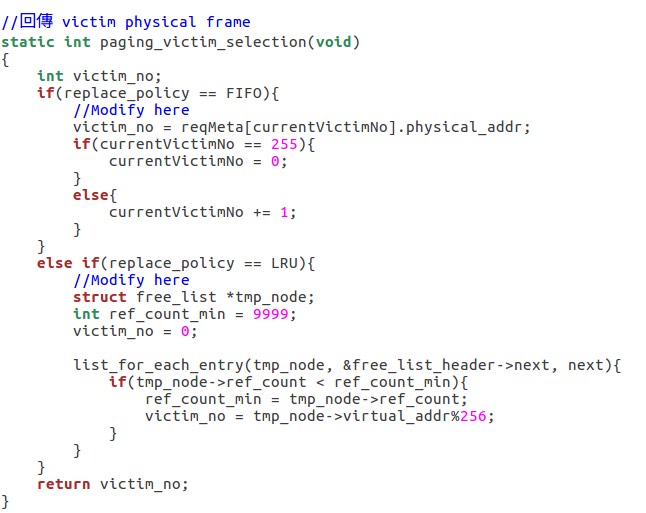 //回傳 victim physical frame
static int paging_victim_selection(void)
{
    int victim_no;
    if(replace_policy == FIFO){
        //Modify here
        victim_no = reqMeta[currentVictimNo].physical_addr;
        if(currentVictimNo == 255){
            currentVictimNo = 0;
        }
        else{
            currentVictimNo += 1;
        }
    }
    else if(replace_policy == LRU){
        //Modify here
        struct free_list *tmp_node;
        int ref_count_min = 9999;
        victim_no = 0;

        list_for_each_entry(tmp_node, &free_list_header->next, next){
            if(tmp_node->ref_count < ref_count_min){
                ref_count_min = tmp_node->ref_count;
                victim_no = tmp_node->virtual_addr%256;
            }
        }
    }
    return victim_no;
}